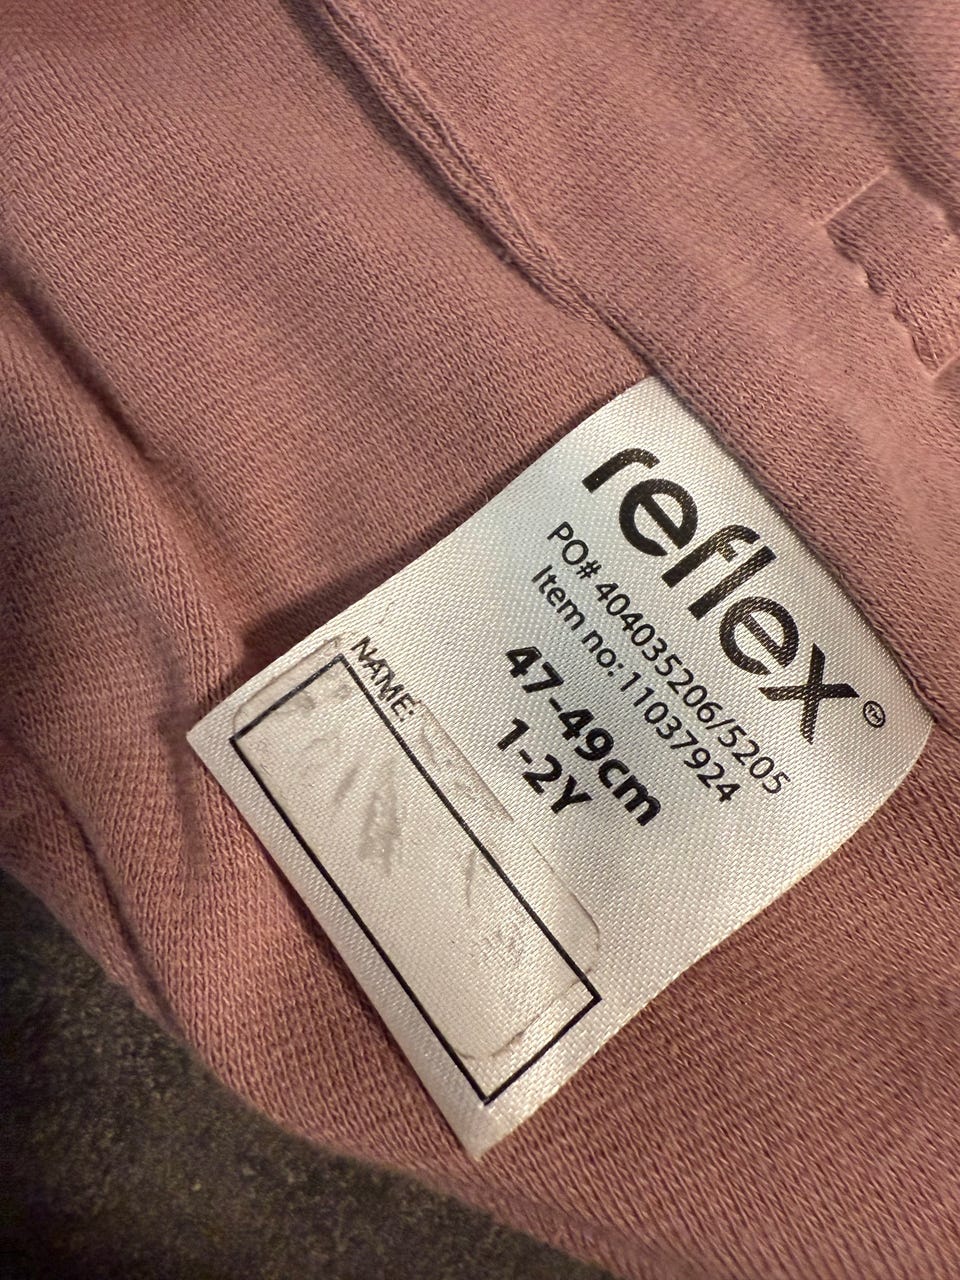 reflex®
PO# 404035206/5205
Item no: 11037924
47-49cm
1-2Y
NAME: